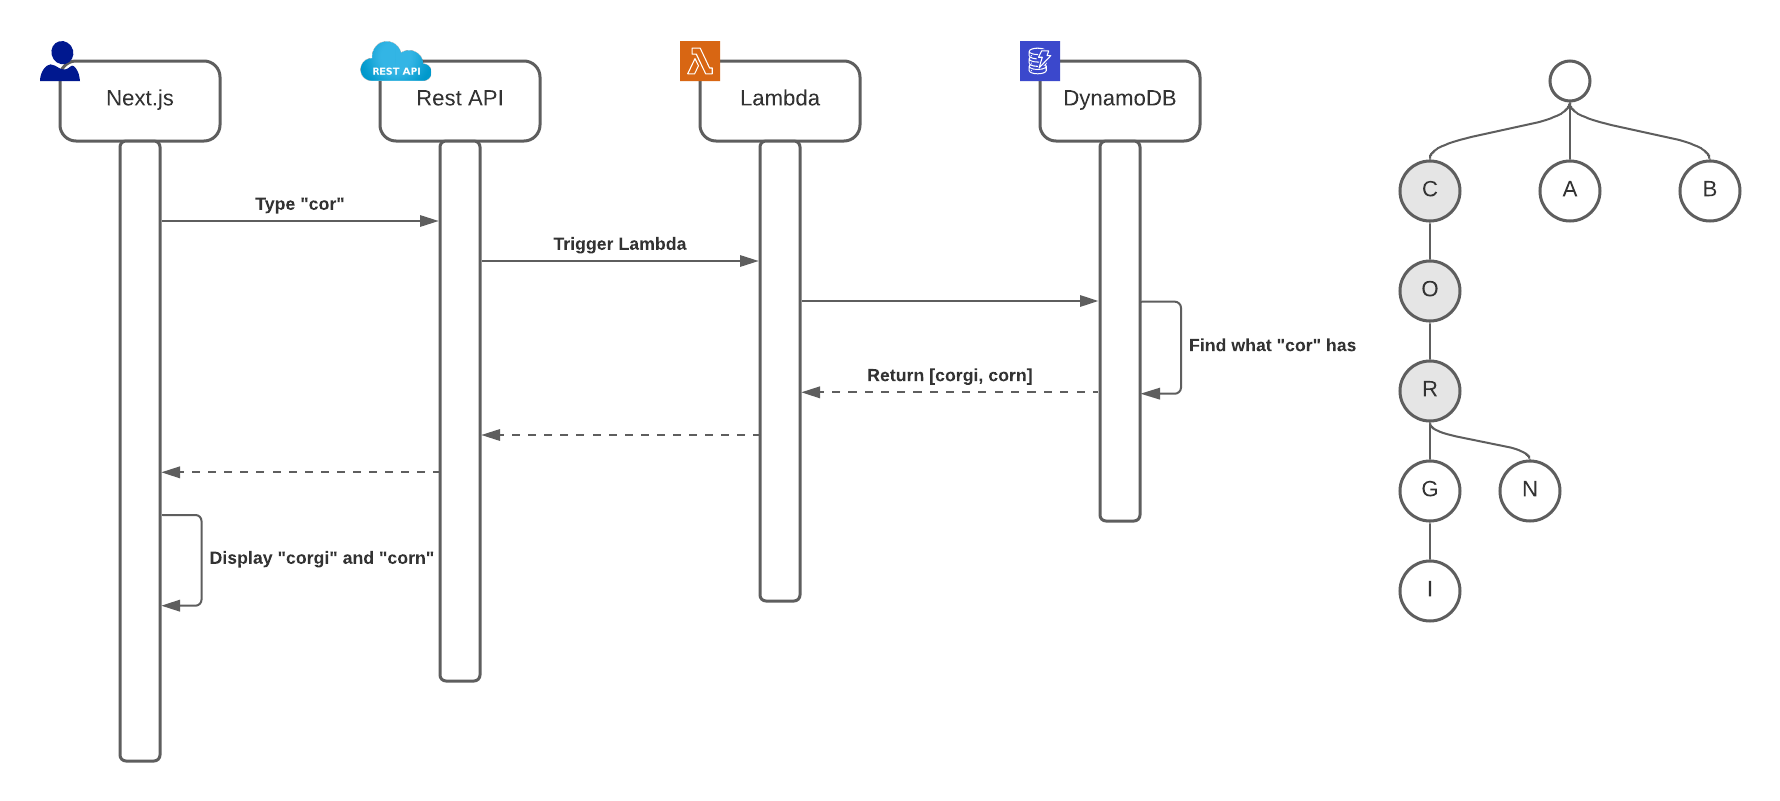 REST API
Next.js
Rest API
Lambda
DynamoDB
Type "cor"
Trigger Lambda
Find what "cor" has
Return [corgi, corn]
Display "corgi" and "corn"
C
A
B
O
R
G
N
I